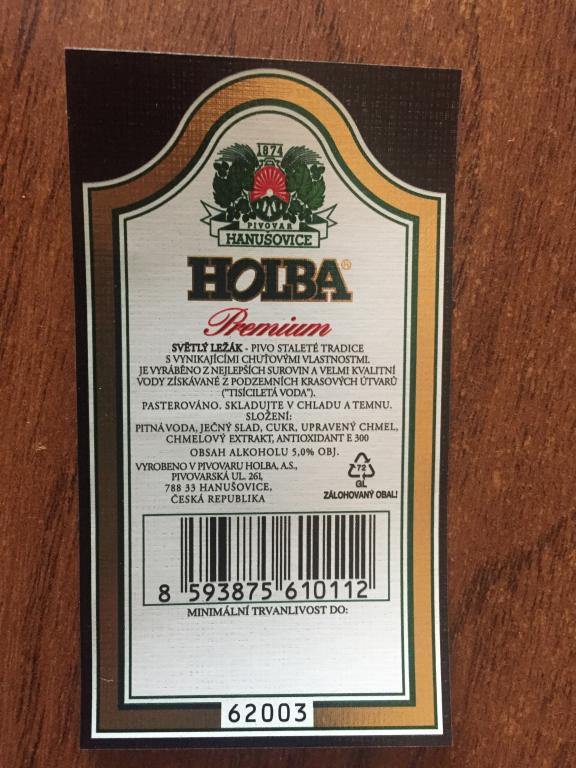 1874
PIVOVAR
HANUŠOVICE
HOLBA®
Premium
SVĚTLÝ LEŽÁK - PIVO STALETÉ TRADICE
S VYNIKAJÍCÍMI CHUŤOVÝMI VLASTNOSTMI.
JE VYRÁBĚNO Z NEJLEPŠÍCH SUROVIN A VELMI KVALITNÍ
VODY ZÍSKÁVANÉ Z PODZEMNÍCH KRASOVÝCH ÚTVARŮ
("TISÍCILETÁ VODA").
PASTEROVÁNO. SKLADUJTE V CHLADU A TEMNU.
SLOŽENÍ:
PITNÁ VODA, JEČNÝ SLAD, CUKR, UPRAVENÝ CHMEL,
CHMELOVÝ EXTRAKT, ANTIOXIDANT E 300
OBSAH ALKOHOLU 5,0% OBJ.
VYROBENO V PIVOVARU HOLBA, A.S.,
PIVOVARSKÁ UL. 261,
788 33 HANUŠOVICE,
ČESKÁ REPUBLIKA
72
GL
ZÁLOHOVANÝ OBAL!
8 593875 610112
MINIMÁLNÍ TRVANLIVOST DO:
62003